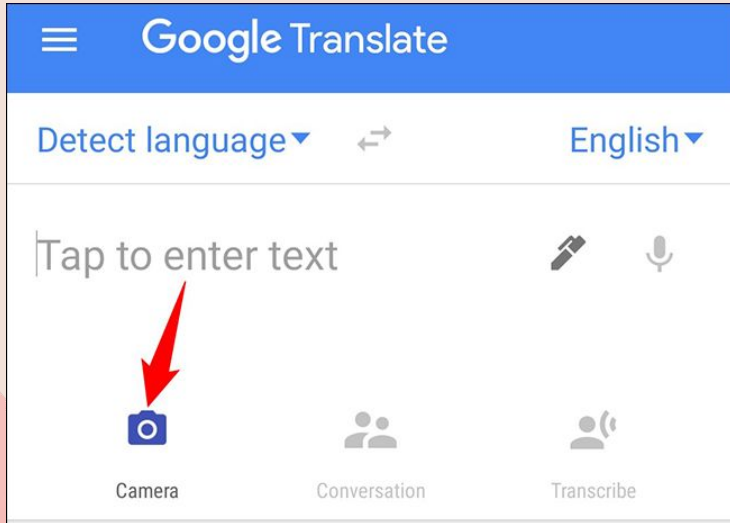 Google Translate
Detect language English
Tap to enter text
Camera Conversation Transcribe